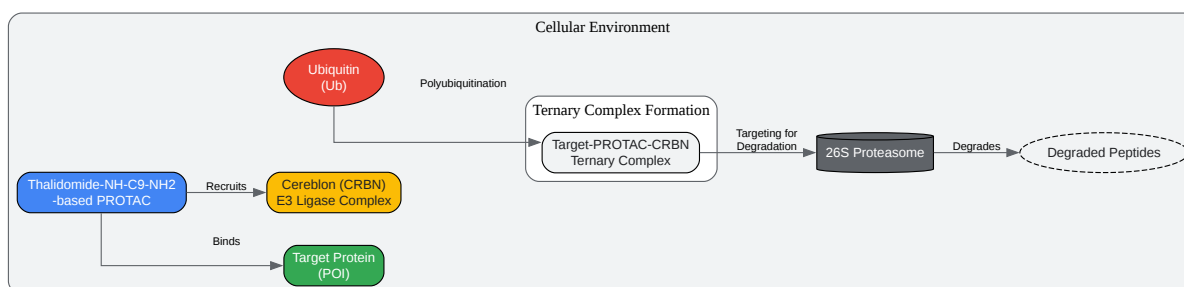 Cellular Environment
Ubiquitin
(Ub)
Polyubiquitination
Ternary Complex Formation
Target-PROTAC-CRBN
Ternary Complex
Targeting for
Degradation
26S Proteasome
Degrades
Degraded Peptides
Thalidomide-NH-C9-NH2
-based PROTAC
Recruits
Cereblon (CRBN)
E3 Ligase Complex
Binds
Target Protein
(POI)